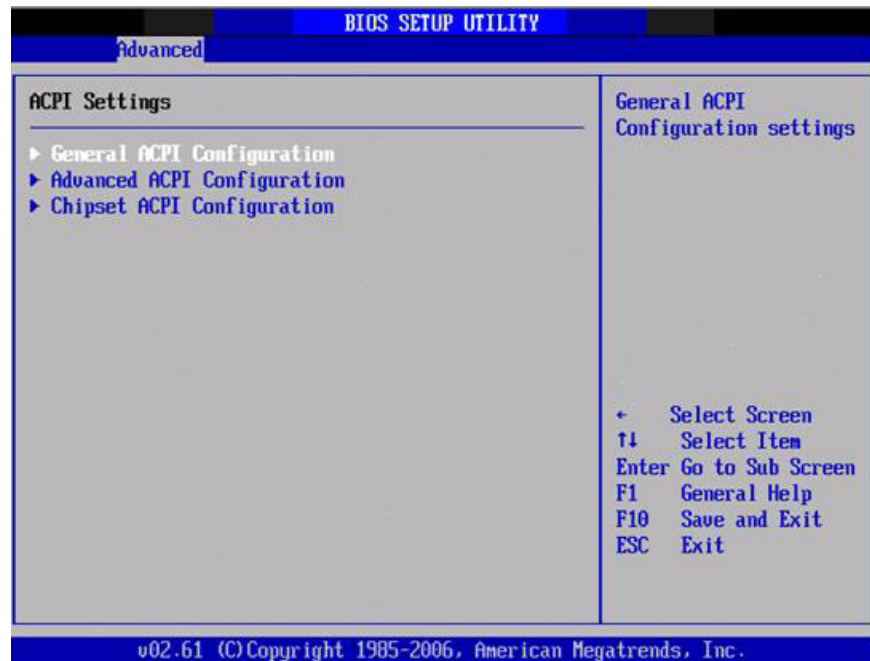 BIOS SETUP UTILITY
Advanced
ACPI Settings
▶ General ACPI Configuration
▶ Advanced ACPI Configuration
▶ Chipset ACPI Configuration
General ACPI
Configuration settings
← Select Screen
↑↓ Select Item
Enter Go to Sub Screen
F1 General Help
F10 Save and Exit
ESC Exit
v02.61 (C)Copyright 1985-2006, American Megatrends, Inc.